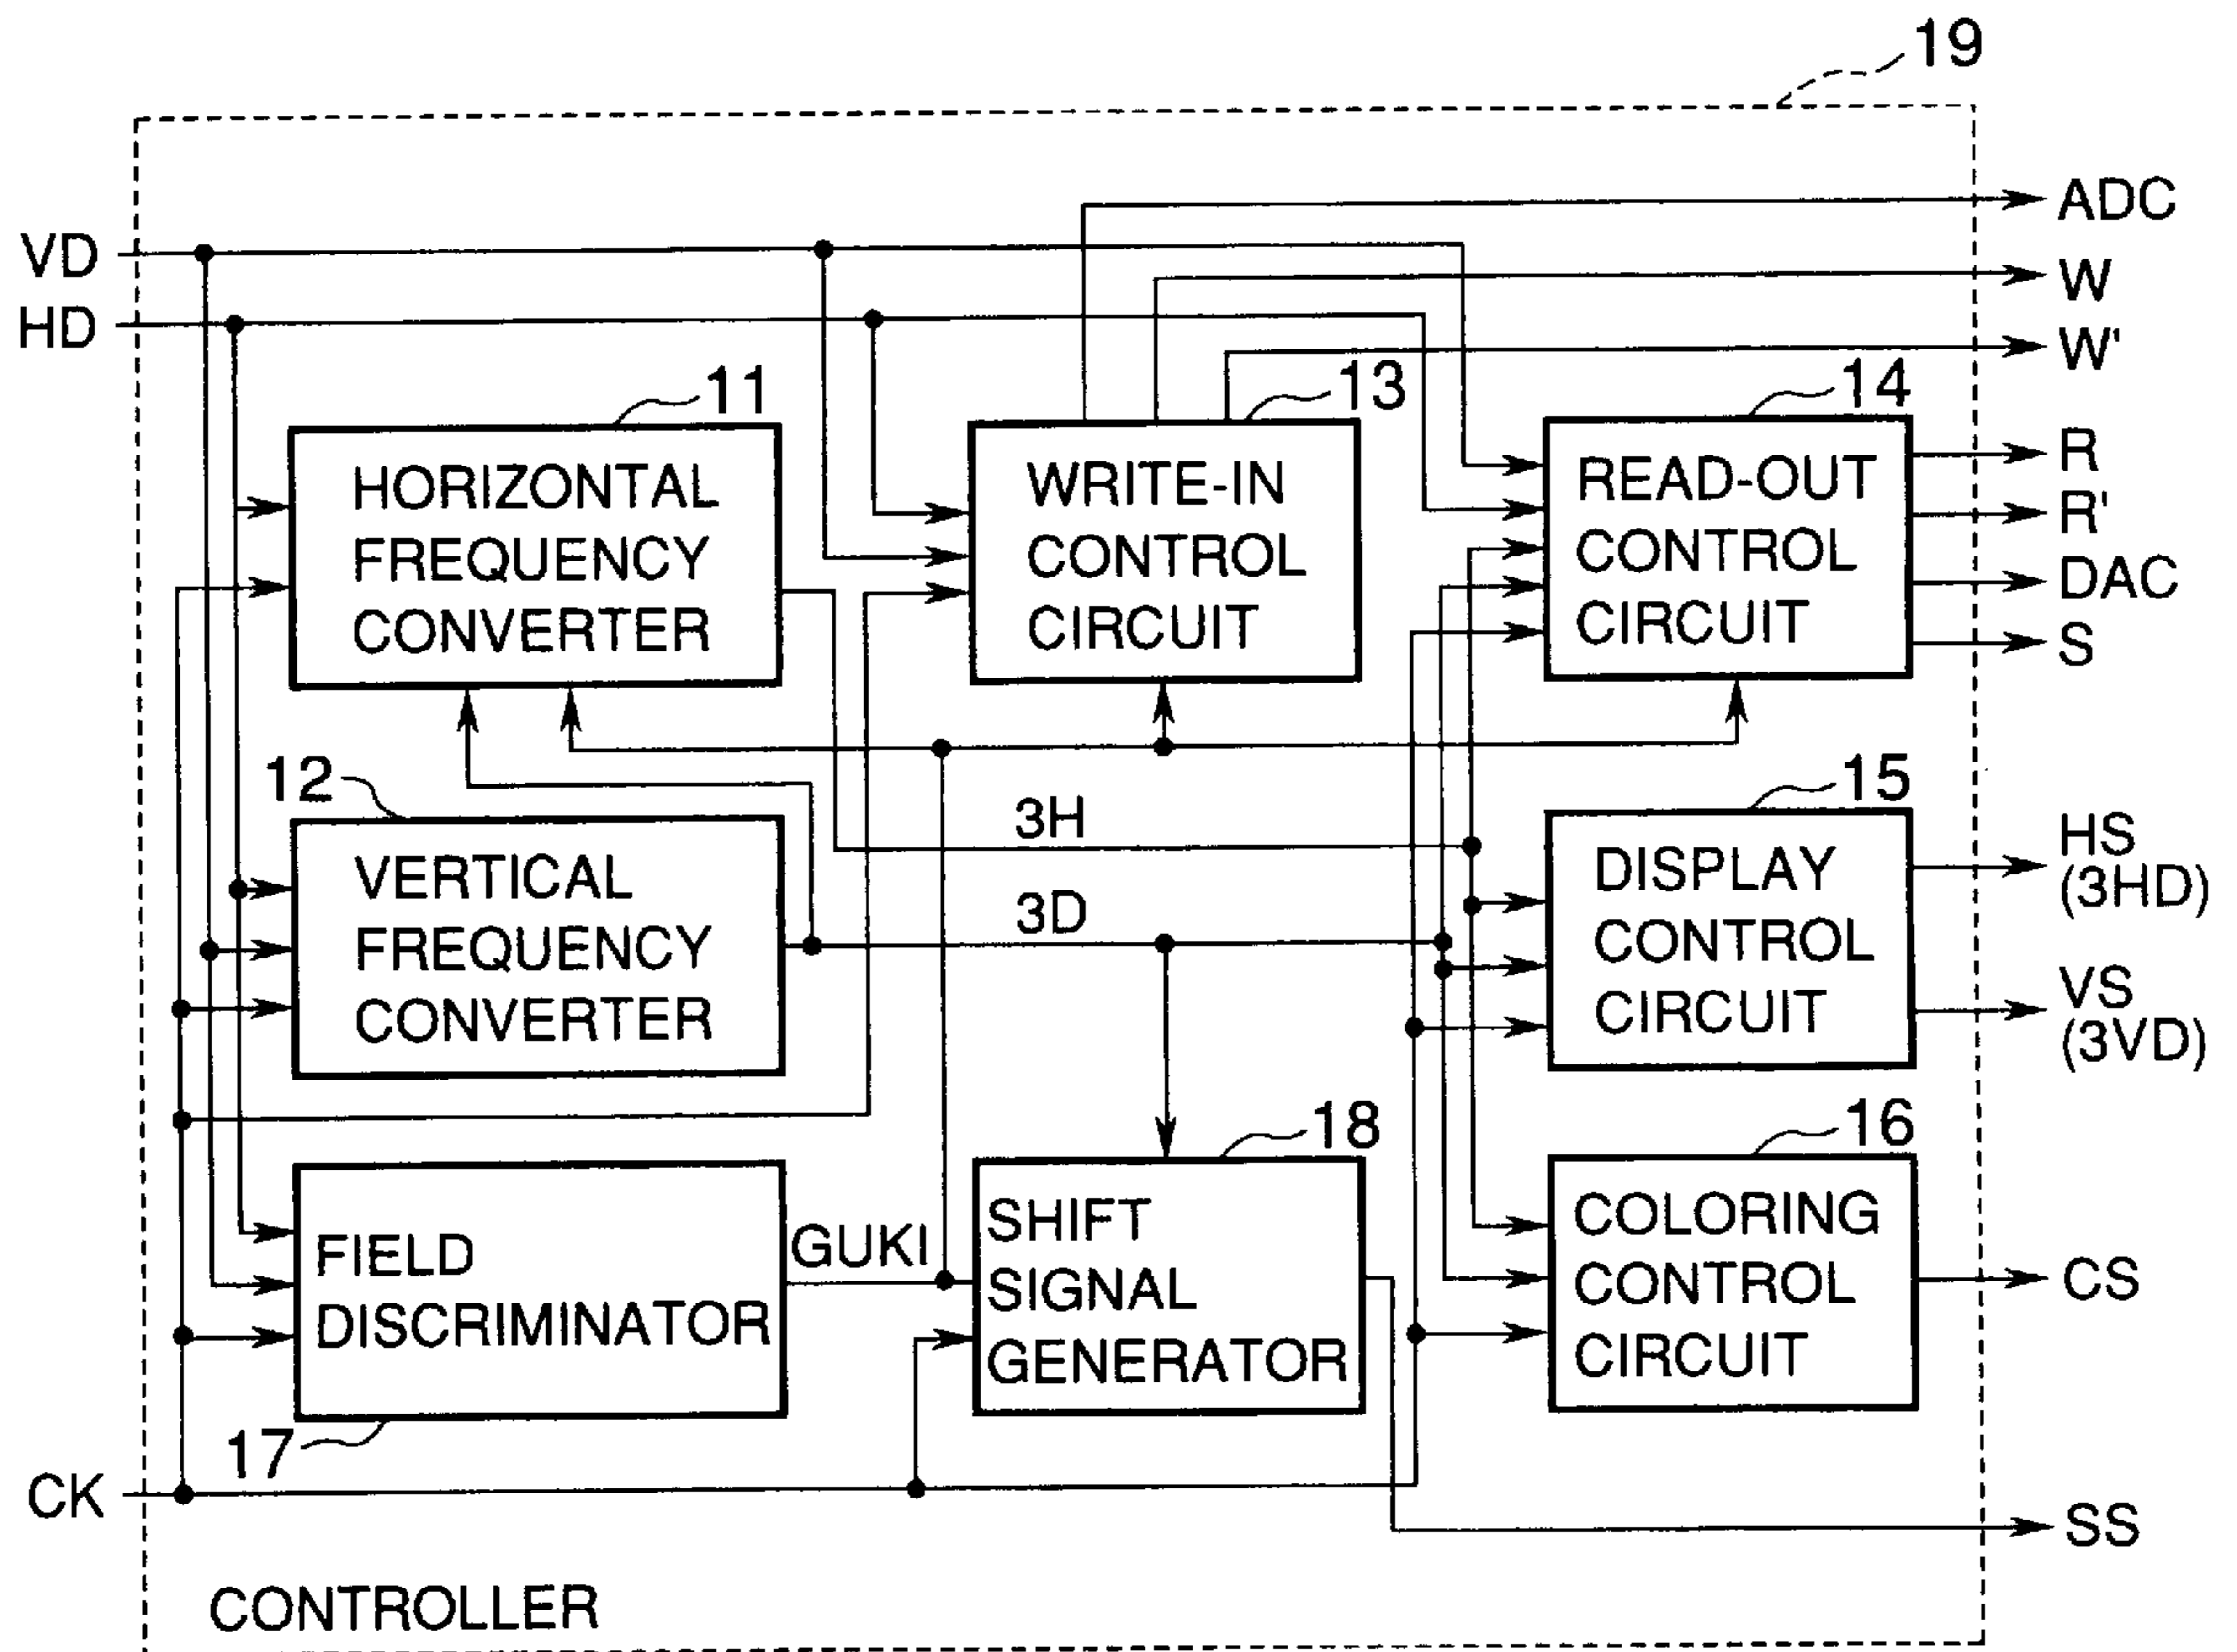 19
ADC
VD
W
HD
W'
11
13
14
HORIZONTAL
FREQUENCY
CONVERTER
WRITE-IN
CONTROL
CIRCUIT
READ-OUT
CONTROL
CIRCUIT
R
R'
DAC
S
12
3H
15
VERTICAL
FREQUENCY
CONVERTER
3D
DISPLAY
CONTROL
CIRCUIT
HS
(3HD)
VS
(3VD)
18
16
FIELD
DISCRIMINATOR
GUKI
SHIFT
SIGNAL
GENERATOR
COLORING
CONTROL
CIRCUIT
CS
17
CK
SS
CONTROLLER